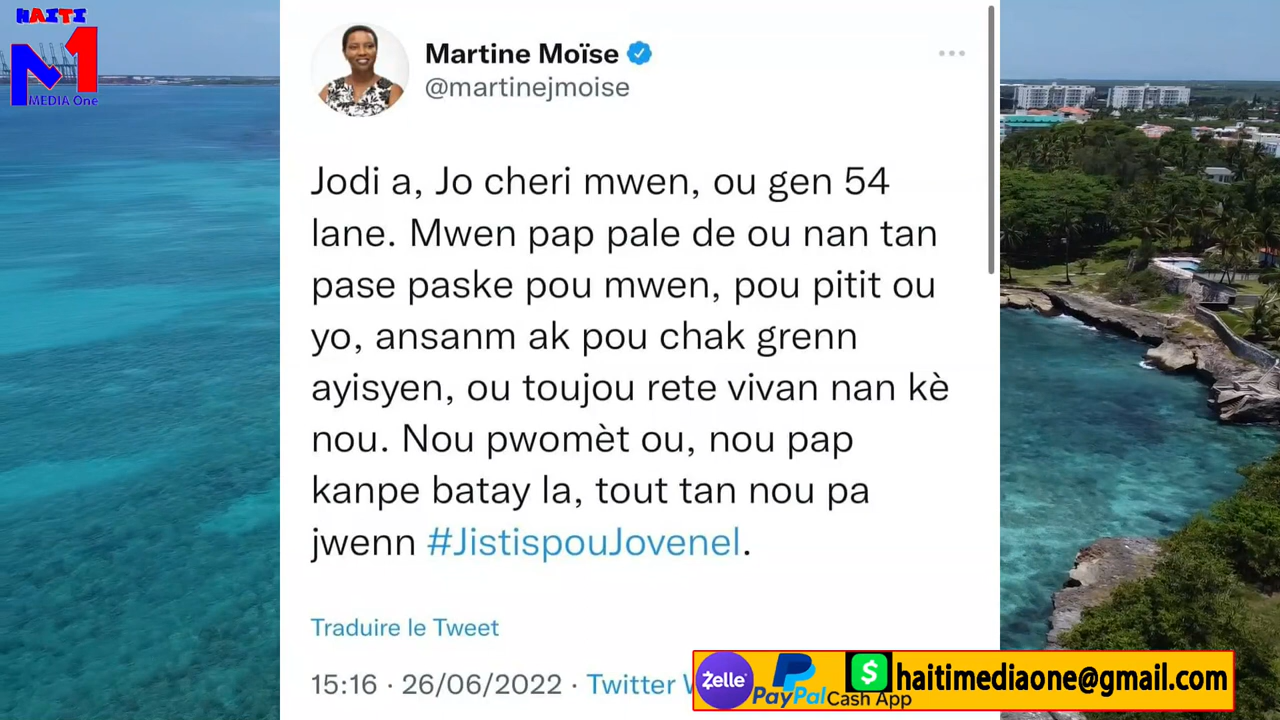 HAITI
M1
MEDIA One
Martine Moïse
@martinejmoise
Jodi a, Jo cheri mwen, ou gen 54
lane. Mwen pap pale de ou nan tan
pase paske pou mwen, pou pitit ou
yo, ansanm ak pou chak grenn
ayisyen, ou toujou rete vivan nan kè
nou. Nou pwomèt ou, nou pap
kanpe batay la, tout tan nou pa
jwenn #JistispouJovenel.
Traduire le Tweet
15:16 · 26/06/2022 · Twitter
Zelle
PayPal
$
Cash App
haitimediaone@gmail.com